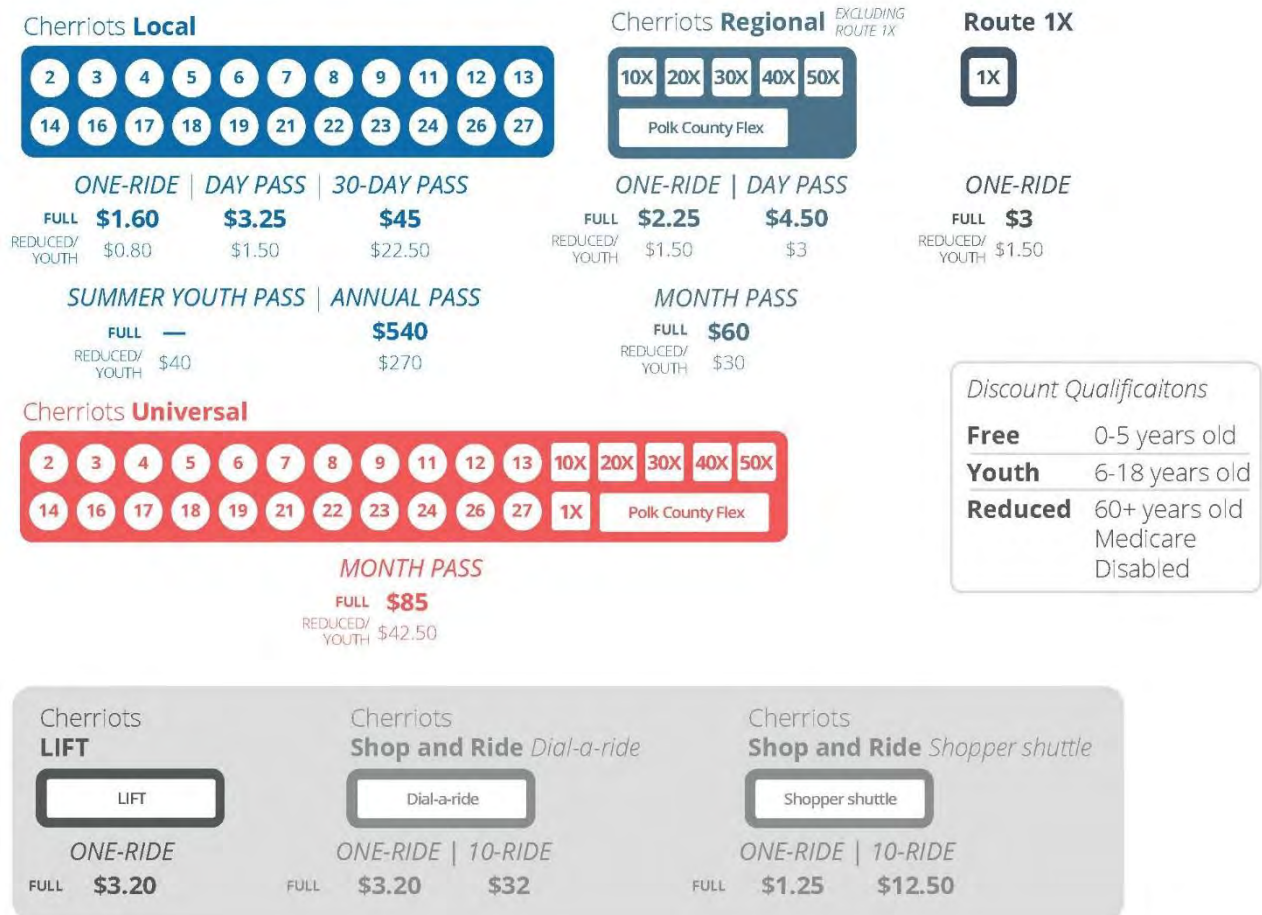 Cherriots Local
2 3 4 5 6 7 8 9 11 12 13
14 16 17 18 19 21 22 23 24 26 27
ONE-RIDE | DAY PASS | 30-DAY PASS
FULL $1.60 $3.25 $45
REDUCED/
YOUTH $0.80 $1.50 $22.50
SUMMER YOUTH PASS | ANNUAL PASS
FULL — $540
REDUCED/
YOUTH $40 $270
Cherriots Regional EXCLUDING
ROUTE 1X
10X 20X 30X 40X 50X
Polk County Flex
ONE-RIDE | DAY PASS
FULL $2.25 $4.50
REDUCED/
YOUTH $1.50 $3
MONTH PASS
FULL $60
REDUCED/
YOUTH $30
Route 1X
1X
ONE-RIDE
FULL $3
REDUCED/
YOUTH $1.50
Discount Qualificaitons
Free 0-5 years old
Youth 6-18 years old
Reduced 60+ years old
Medicare
Disabled
Cherriots Universal
2 3 4 5 6 7 8 9 11 12 13 10X 20X 30X 40X 50X
14 16 17 18 19 21 22 23 24 26 27 1X Polk County Flex
MONTH PASS
FULL $85
REDUCED/
YOUTH $42.50
Cherriots
LIFT
LIFT
ONE-RIDE
FULL $3.20
Cherriots
Shop and Ride Dial-a-ride
Dial-a-ride
ONE-RIDE | 10-RIDE
FULL $3.20 $32
Cherriots
Shop and Ride Shopper shuttle
Shopper shuttle
ONE-RIDE | 10-RIDE
FULL $1.25 $12.50